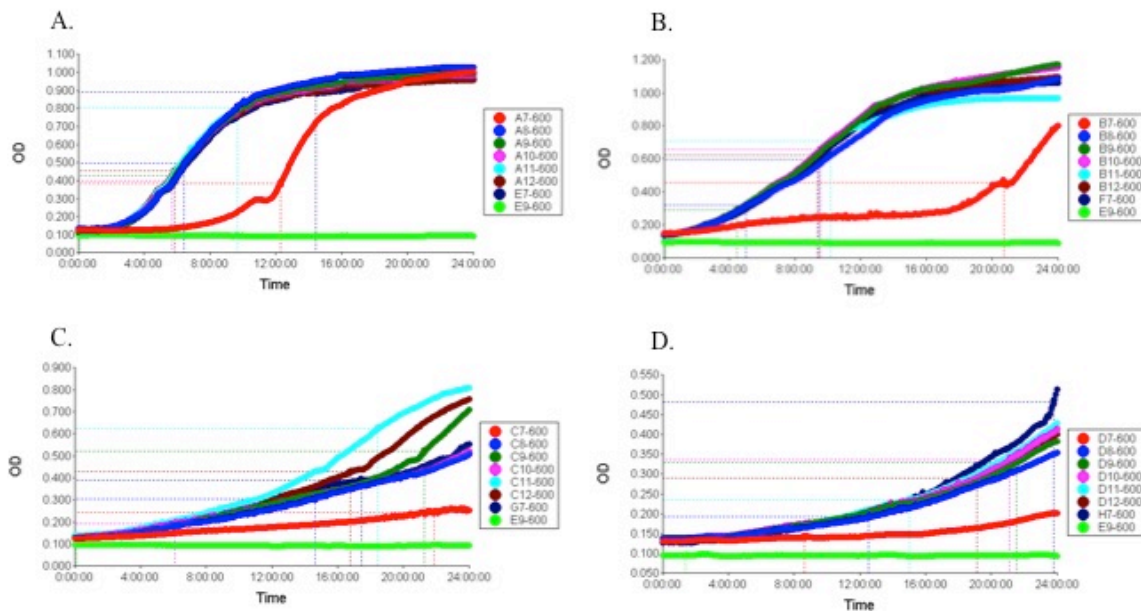 A.
1.100
1.000
0.900
0.800
0.700
0.600
0.500
0.400
0.300
0.200
0.100
0.000
OD
0:00:00 4:00:00 8:00:00 12:00:00 16:00:00 20:00:00 24:00:00
Time
A7-600
A8-600
A9-600
A10-600
A11-600
A12-600
E7-600
E9-600
B.
1.200
1.000
0.800
0.600
0.400
0.200
0.000
OD
0:00:00 4:00:00 8:00:00 12:00:00 16:00:00 20:00:00 24:00:00
Time
B7-600
B8-600
B9-600
B10-600
B11-600
B12-600
F7-600
E9-600
C.
0.900
0.800
0.700
0.600
0.500
0.400
0.300
0.200
0.100
0.000
OD
0:00:00 4:00:00 8:00:00 12:00:00 16:00:00 20:00:00 24:00:00
Time
C7-600
C8-600
C9-600
C10-600
C11-600
C12-600
G7-600
E9-600
D.
0.550
0.500
0.450
0.400
0.350
0.300
0.250
0.200
0.150
0.100
0.050
OD
0:00:00 4:00:00 8:00:00 12:00:00 16:00:00 20:00:00 24:00:00
Time
D7-600
D8-600
D9-600
D10-600
D11-600
D12-600
H7-600
E9-600